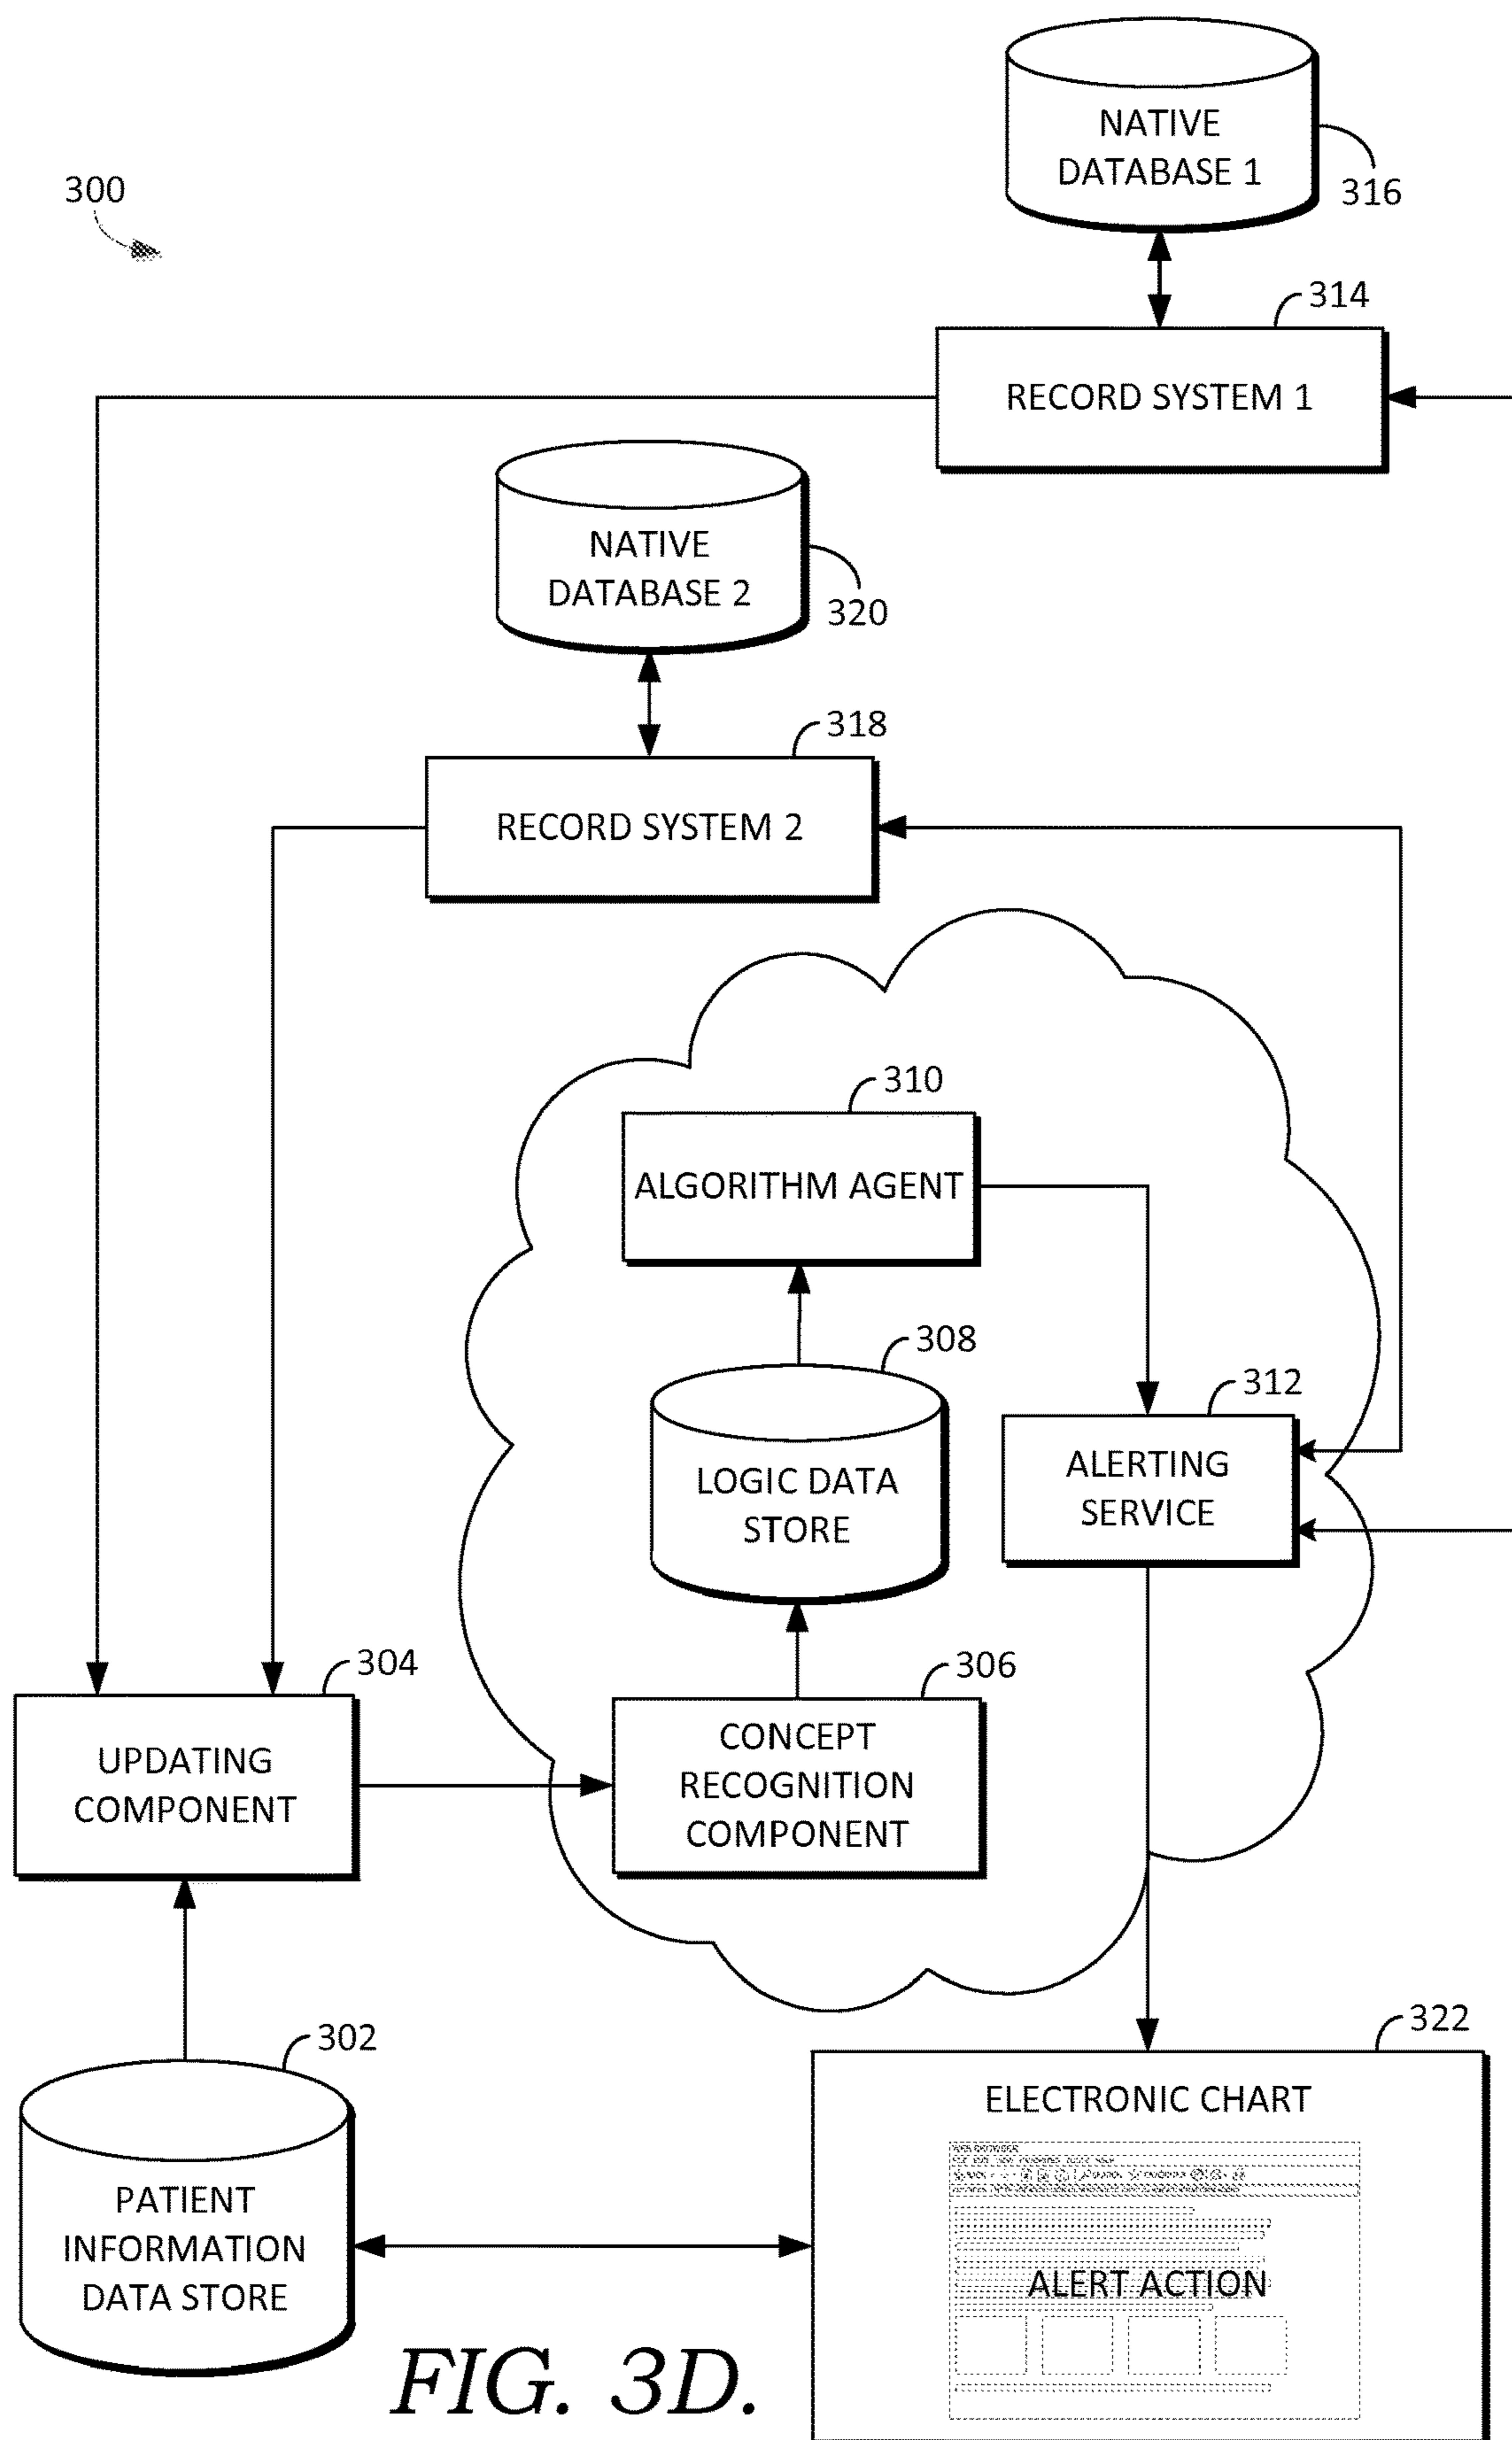 NATIVE
DATABASE 1
316
300
314
RECORD SYSTEM 1
NATIVE
DATABASE 2
320
318
RECORD SYSTEM 2
310
ALGORITHM AGENT
308
LOGIC DATA
STORE
312
ALERTING
SERVICE
304
UPDATING
COMPONENT
306
CONCEPT
RECOGNITION
COMPONENT
302
PATIENT
INFORMATION
DATA STORE
322
ELECTRONIC CHART
ALERT ACTION
FIG. 3D.